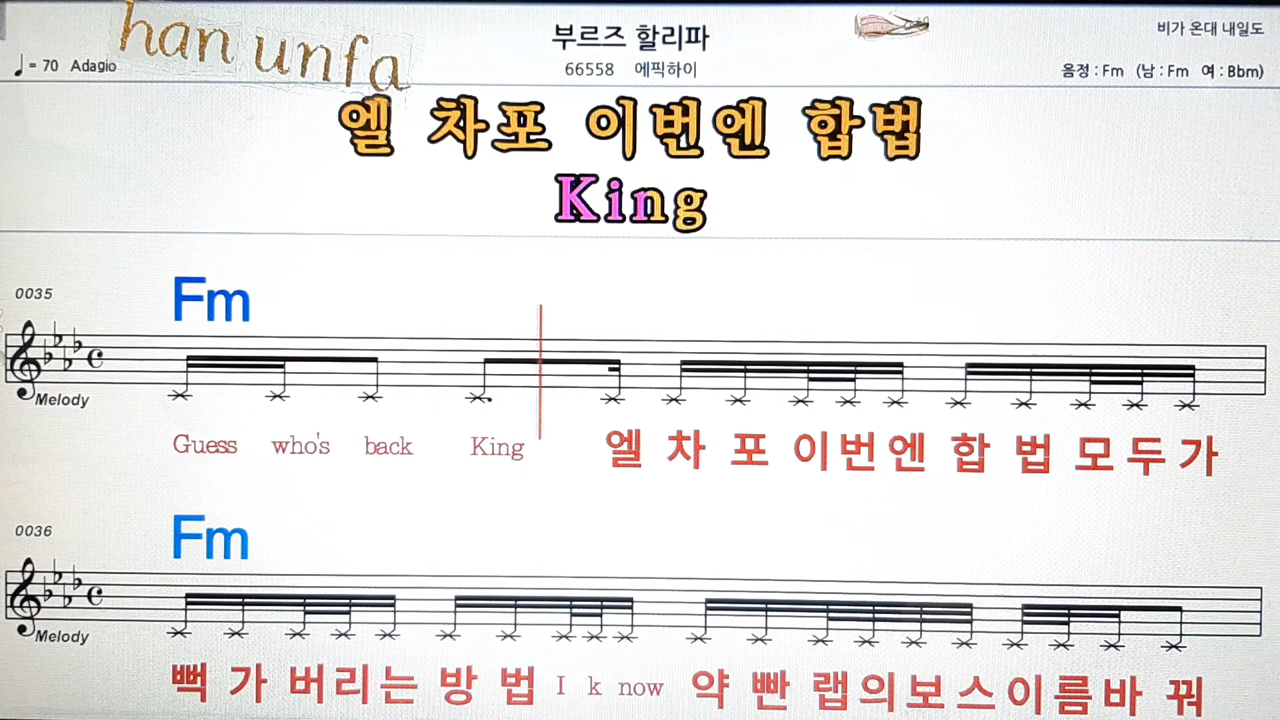 han unfa
부르즈 할리파
비가 온대 내일도
♩= 70 Adagio
66558 에픽하이
음정 : Fm (남 : Fm 여 : Bbm)
엘 차포 이번엔 합법
King
0035
Fm
Melody
Guess who's back King 엘 차 포 이번엔 합 법 모두가
0036
Fm
Melody
뻑 가 버리는 방 법 I k now 약 빤 랩의보스이름바 꿔